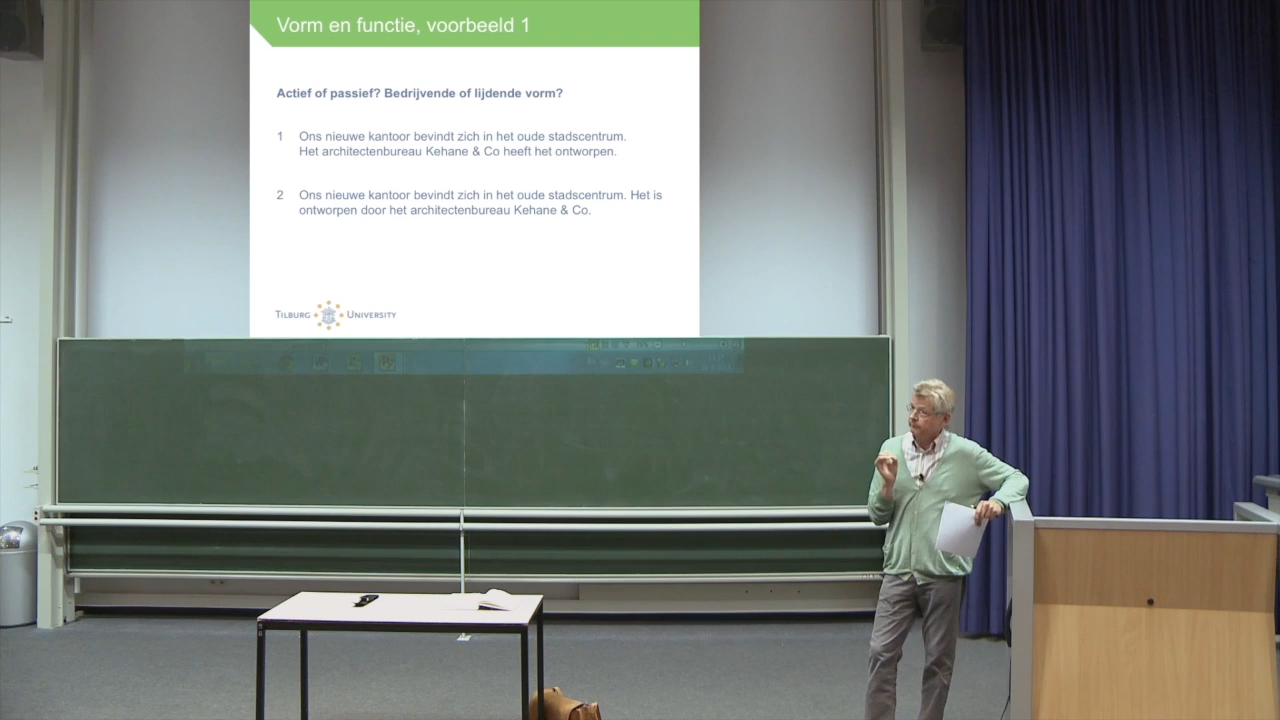 Vorm en functie, voorbeeld 1
Actief of passief? Bedrijvende of lijdende vorm?
1 Ons nieuwe kantoor bevindt zich in het oude stadscentrum.
Het architectenbureau Kehane & Co heeft het ontworpen.
2 Ons nieuwe kantoor bevindt zich in het oude stadscentrum. Het is
ontworpen door het architectenbureau Kehane & Co.
TILBURG UNIVERSITY